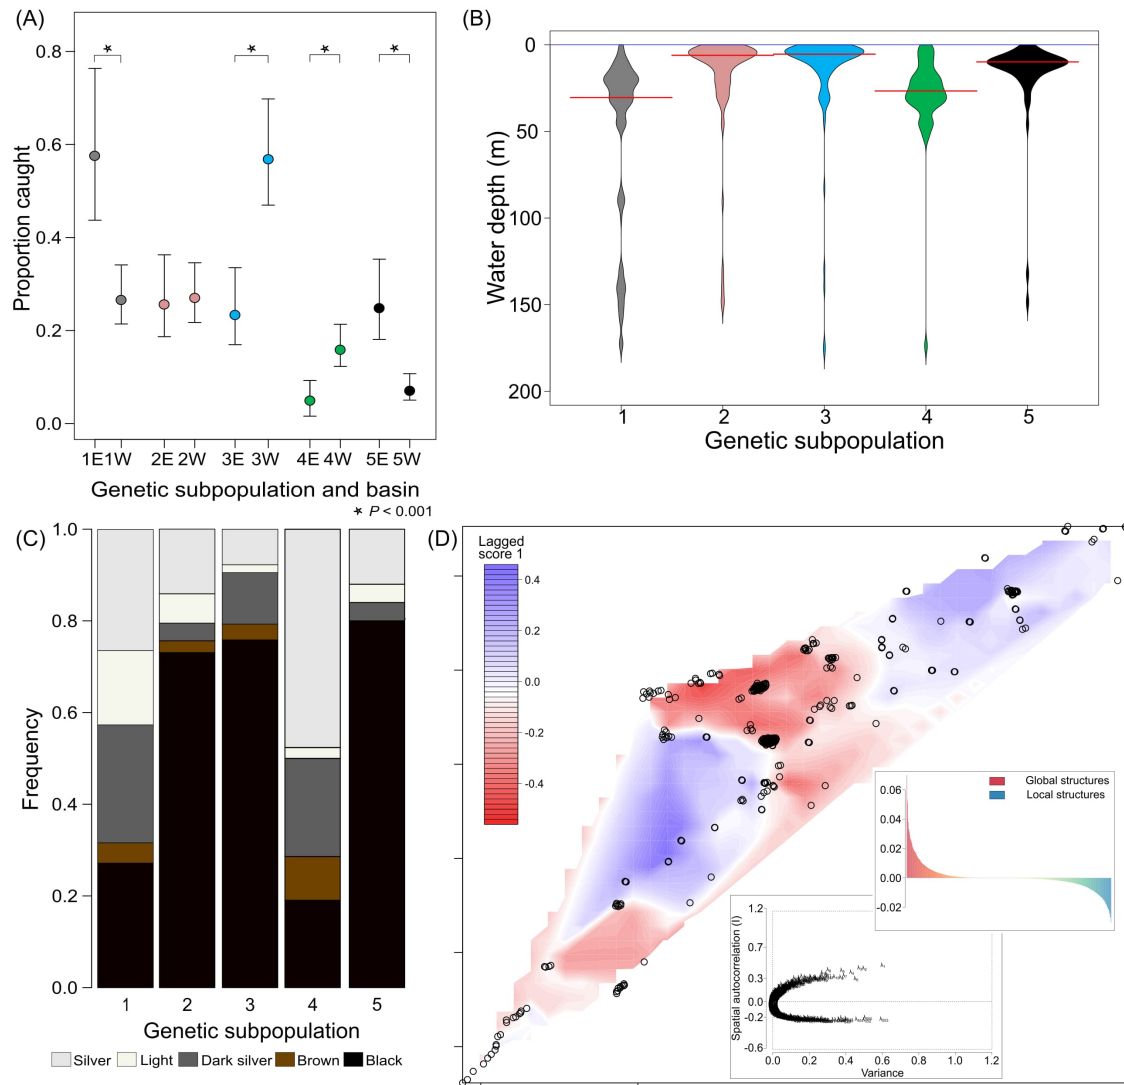 (A)
0.8
0.6
0.4
0.2
0.0
Proportion caught
★
★
★
★
1E 1W 2E 2W 3E 3W 4E 4W 5E 5W
Genetic subpopulation and basin
★ P < 0.001
(B)
0
50
100
150
200
Water depth (m)
1 2 3 4 5
Genetic subpopulation
(C)
1.0
0.8
0.6
0.4
0.2
0.0
Frequency
1 2 3 4 5
Genetic subpopulation
Silver Light Dark silver Brown Black
(D)
Lagged
score 1
0.4
0.2
0.0
-0.2
-0.4
Global structures
Local structures
0.06
0.04
0.02
0.00
-0.02
Spatial autocorrelation (I)
1.2
0.7
0.3
-0.2
-0.6
0.0 0.2 0.4 0.6 0.8 1.0 1.2
Variance